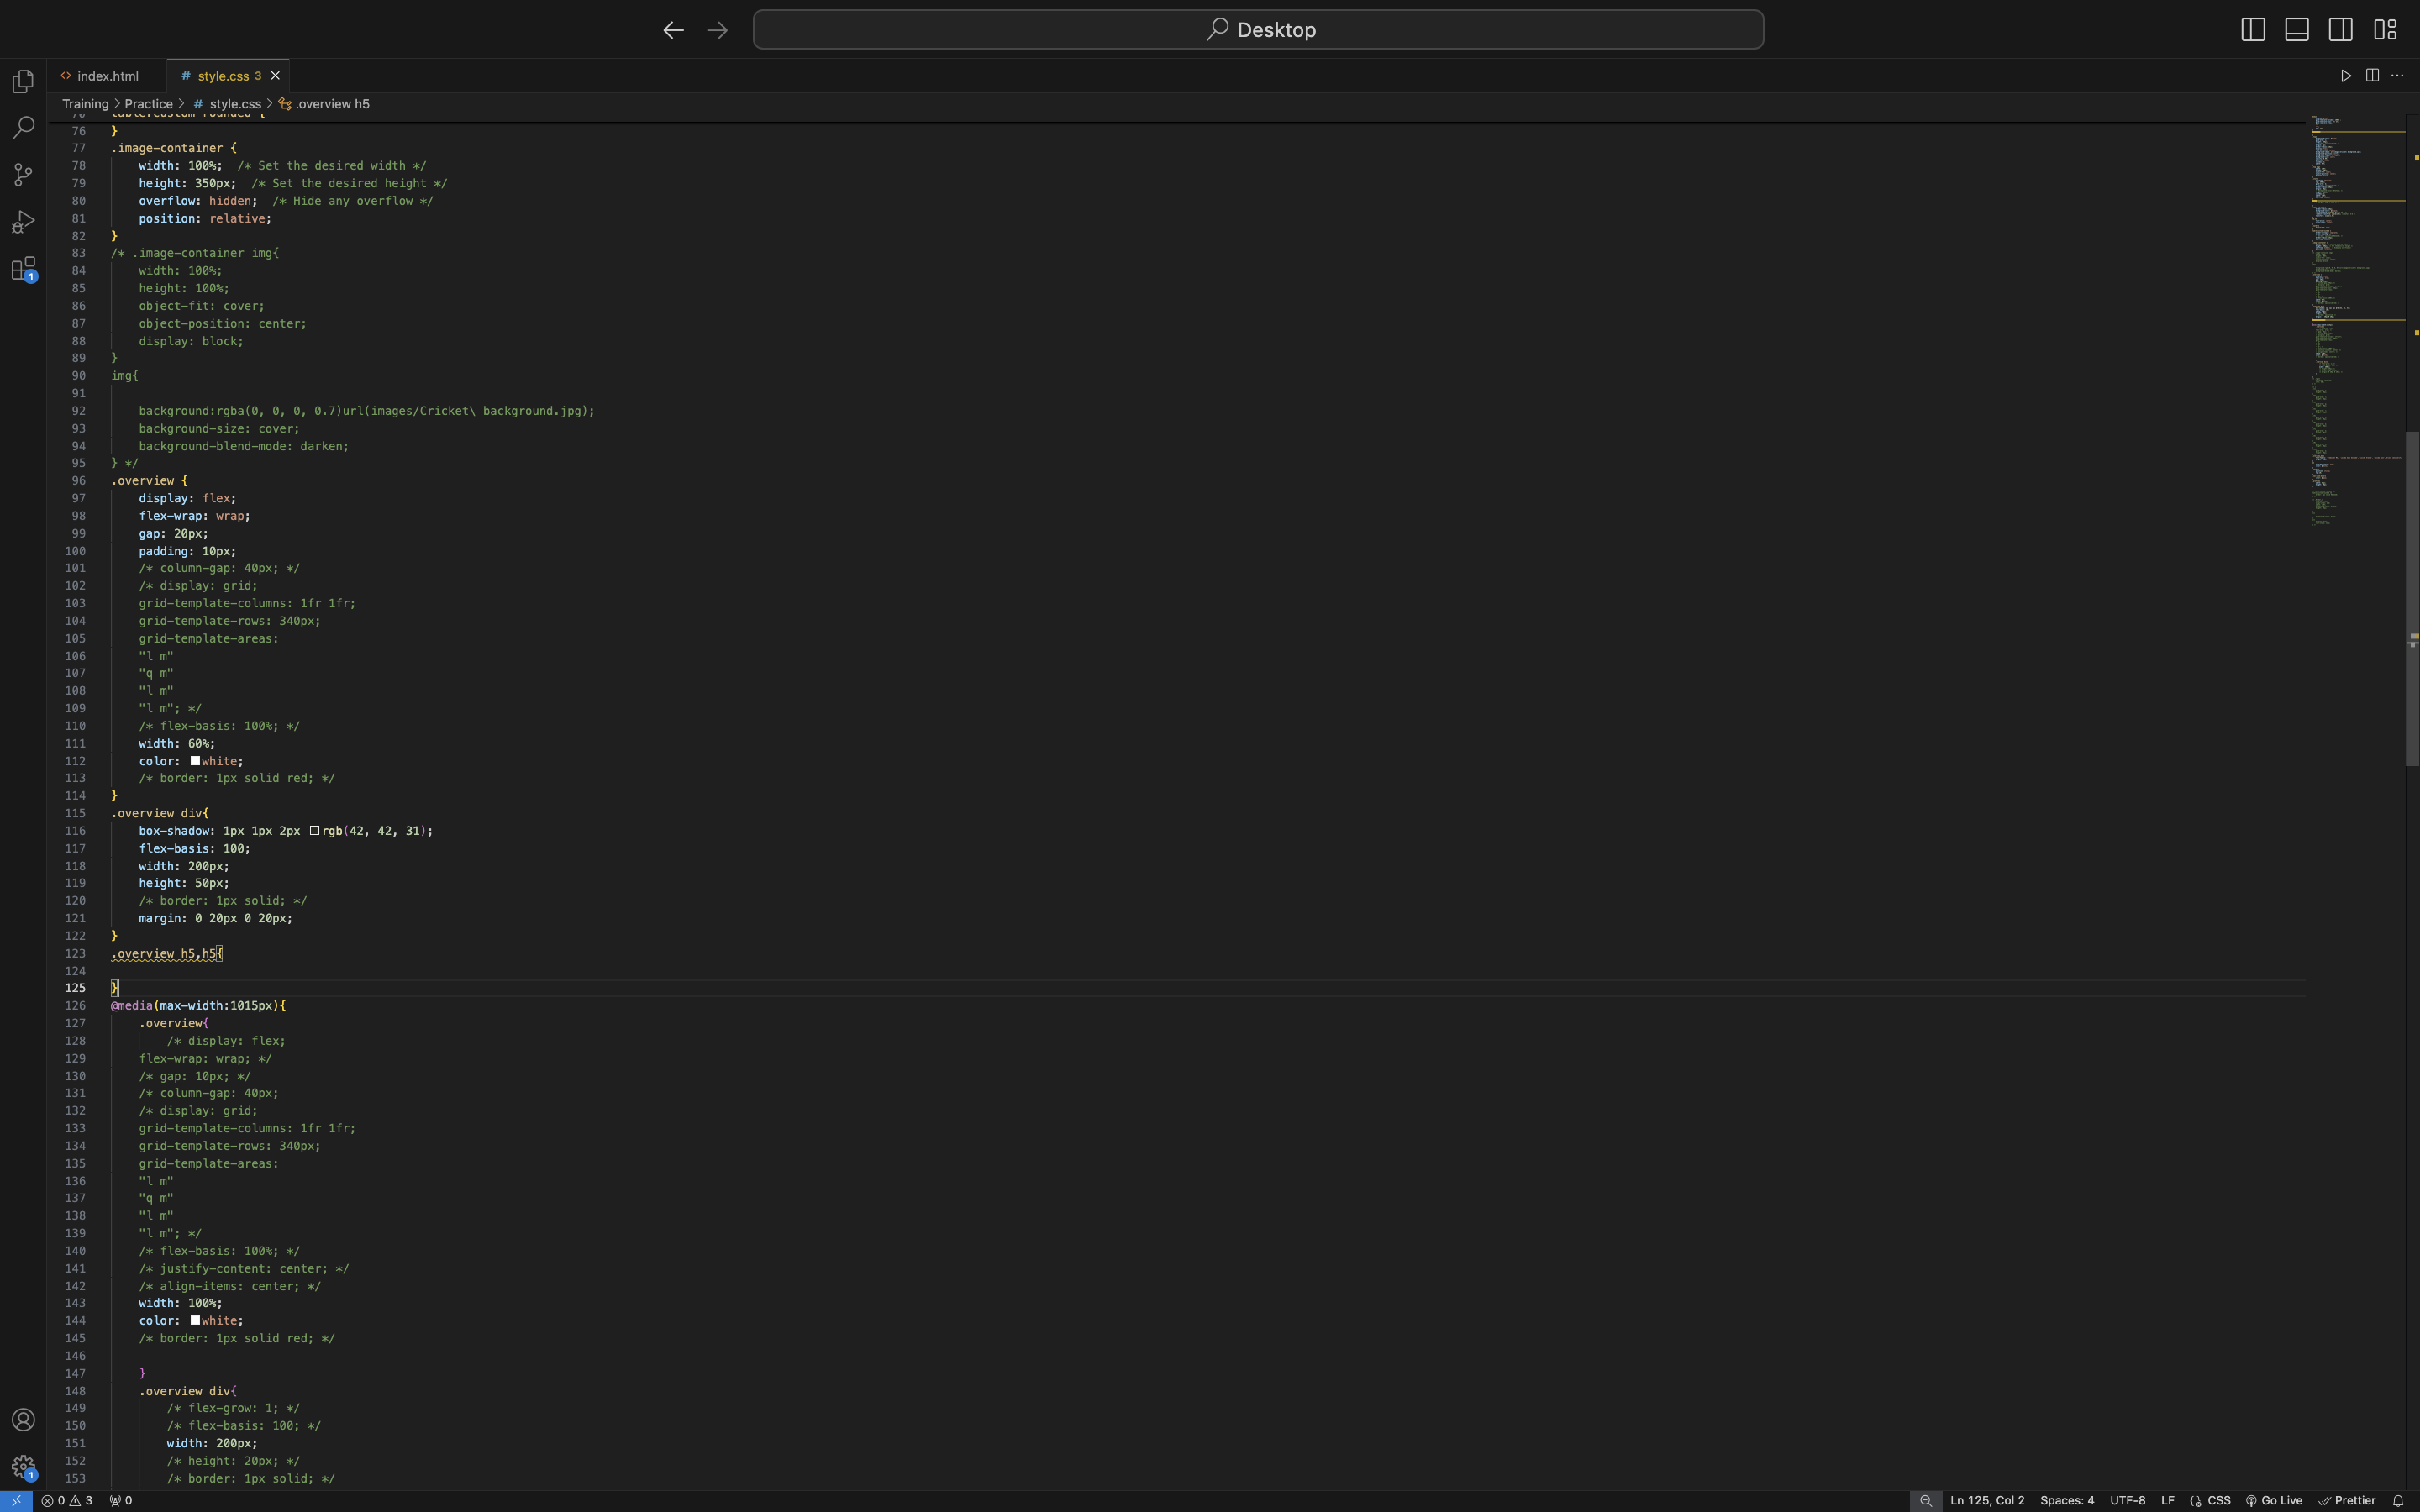 Desktop
index.html
# style.css 3
Training > Practice > # style.css > .overview h5
76 }
77 .image-container {
78 width: 100%; /* Set the desired width */
79 height: 350px; /* Set the desired height */
80 overflow: hidden; /* Hide any overflow */
81 position: relative;
82 }
83 /* .image-container img{
84 width: 100%;
85 height: 100%;
86 object-fit: cover;
87 object-position: center;
88 display: block;
89 }
90 img{
91
92 background:rgba(0, 0, 0, 0.7)url(images/Cricket\ background.jpg);
93 background-size: cover;
94 background-blend-mode: darken;
95 } */
96 .overview {
97 display: flex;
98 flex-wrap: wrap;
99 gap: 20px;
100 padding: 10px;
101 /* column-gap: 40px; */
102 /* display: grid;
103 grid-template-columns: 1fr 1fr;
104 grid-template-rows: 340px;
105 grid-template-areas:
106 "l m"
107 "q m"
108 "l m"
109 "l m"; */
110 /* flex-basis: 100%; */
111 width: 60%;
112 color: white;
113 /* border: 1px solid red; */
114 }
115 .overview div{
116 box-shadow: 1px 1px 2px rgb(42, 42, 31);
117 flex-basis: 100;
118 width: 200px;
119 height: 50px;
120 /* border: 1px solid; */
121 margin: 0 20px 0 20px;
122 }
123 .overview h5,h5{
124
125 }
126 @media(max-width:1015px){
127 .overview{
128 /* display: flex;
129 flex-wrap: wrap; */
130 /* gap: 10px; */
131 /* column-gap: 40px;
132 /* display: grid;
133 grid-template-columns: 1fr 1fr;
134 grid-template-rows: 340px;
135 grid-template-areas:
136 "l m"
137 "q m"
138 "l m"
139 "l m"; */
140 /* flex-basis: 100%; */
141 /* justify-content: center; */
142 /* align-items: center; */
143 width: 100%;
144 color: white;
145 /* border: 1px solid red; */
146
147 }
148 .overview div{
149 /* flex-grow: 1; */
150 /* flex-basis: 100; */
151 width: 200px;
152 /* height: 20px; */
153 /* border: 1px solid; */
1
1
0 3 0
Ln 125, Col 2 Spaces: 4 UTF-8 LF {} CSS Go Live Prettier